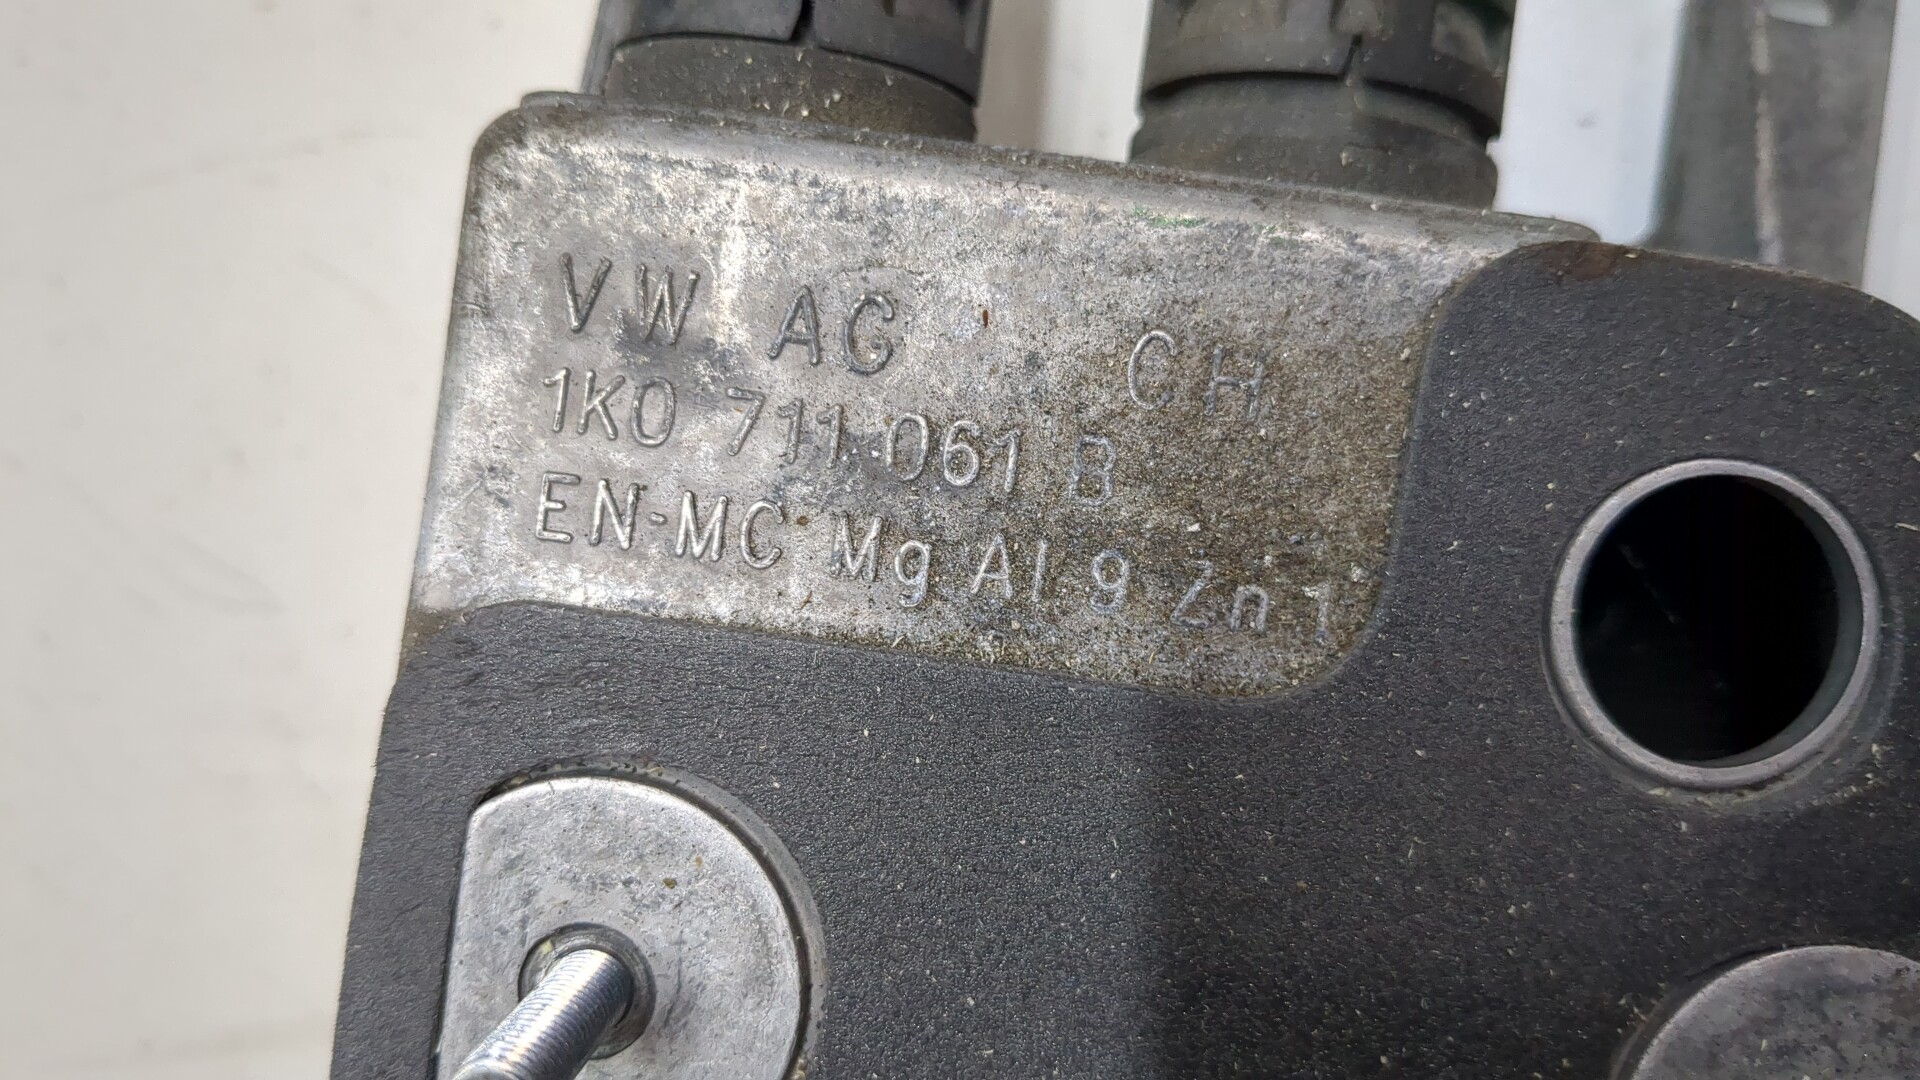 VW AG CH
1K0 711 061 B
EN-MC Mg Al 9 Zn 1